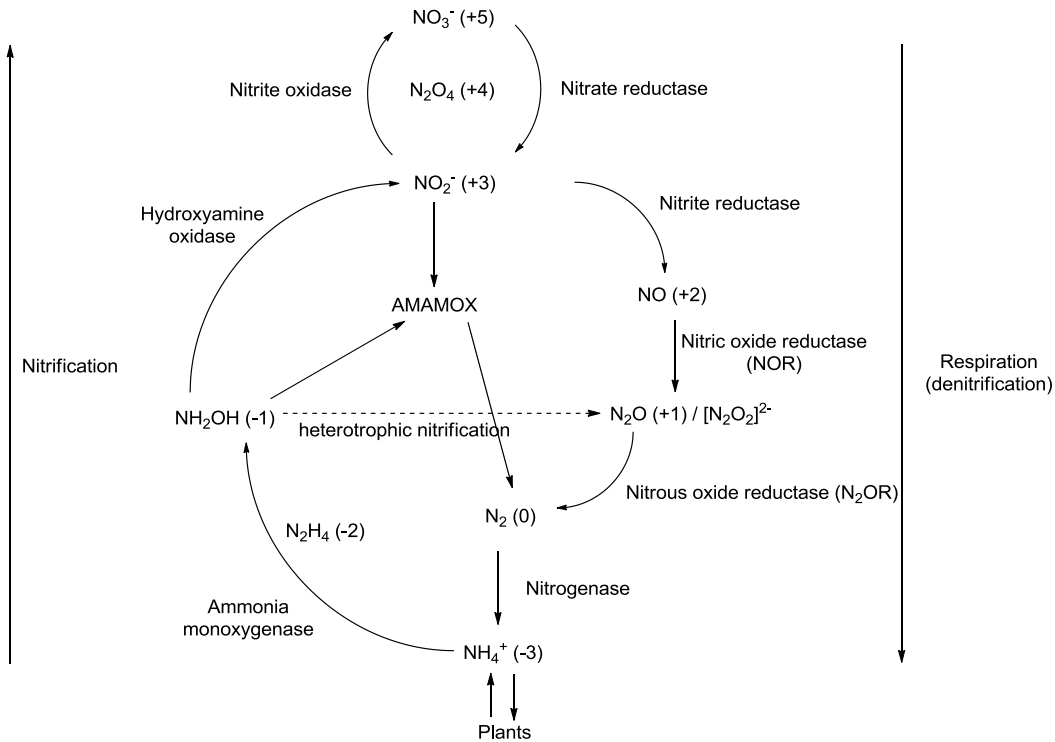 NO₃⁻ (+5)
Nitrite oxidase
N₂O₄ (+4)
Nitrate reductase
NO₂⁻ (+3)
Hydroxyamine
oxidase
Nitrite reductase
AMAMOX
NO (+2)
Nitrification
Nitric oxide reductase
(NOR)
Respiration
(denitrification)
NH₂OH (-1)
heterotrophic nitrification
N₂O (+1) / [N₂O₂]²⁻
Nitrous oxide reductase (N₂OR)
N₂ (0)
N₂H₄ (-2)
Nitrogenase
Ammonia
monoxygenase
NH₄⁺ (-3)
Plants